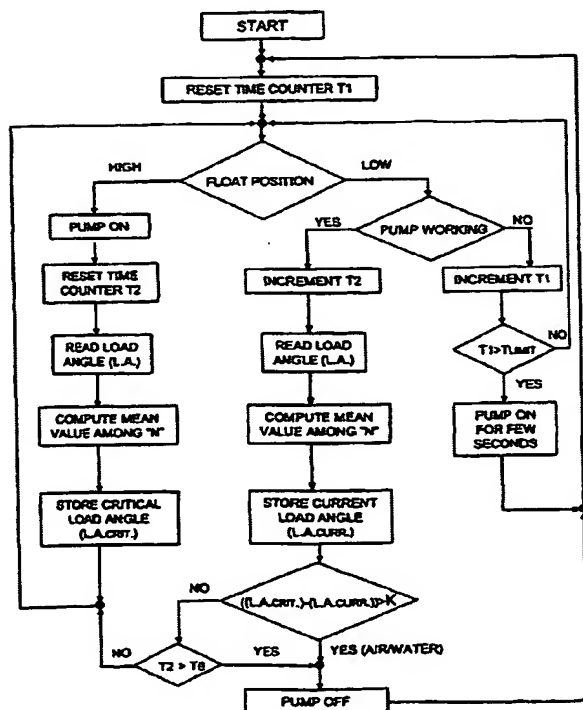 START
RESET TIME COUNTER T1
HIGH
FLOAT POSITION
LOW
PUMP ON
YES
PUMP WORKING
NO
RESET TIME
COUNTER T2
INCREMENT T2
INCREMENT T1
READ LOAD
ANGLE (L.A.)
READ LOAD
ANGLE (L.A.)
T1>TLIMIT
NO
YES
COMPUTE MEAN
VALUE AMONG "N"
COMPUTE MEAN
VALUE AMONG "N"
PUMP ON
FOR FEW
SECONDS
STORE CRITICAL
LOAD ANGLE
(L.A.CRIT.)
STORE CURRENT
LOAD ANGLE
(L.A.CURR.)
NO
((L.A.CRIT.)-(L.A.CURR.))>K
NO
T2 > T6
YES
YES (AIR/WATER)
PUMP OFF